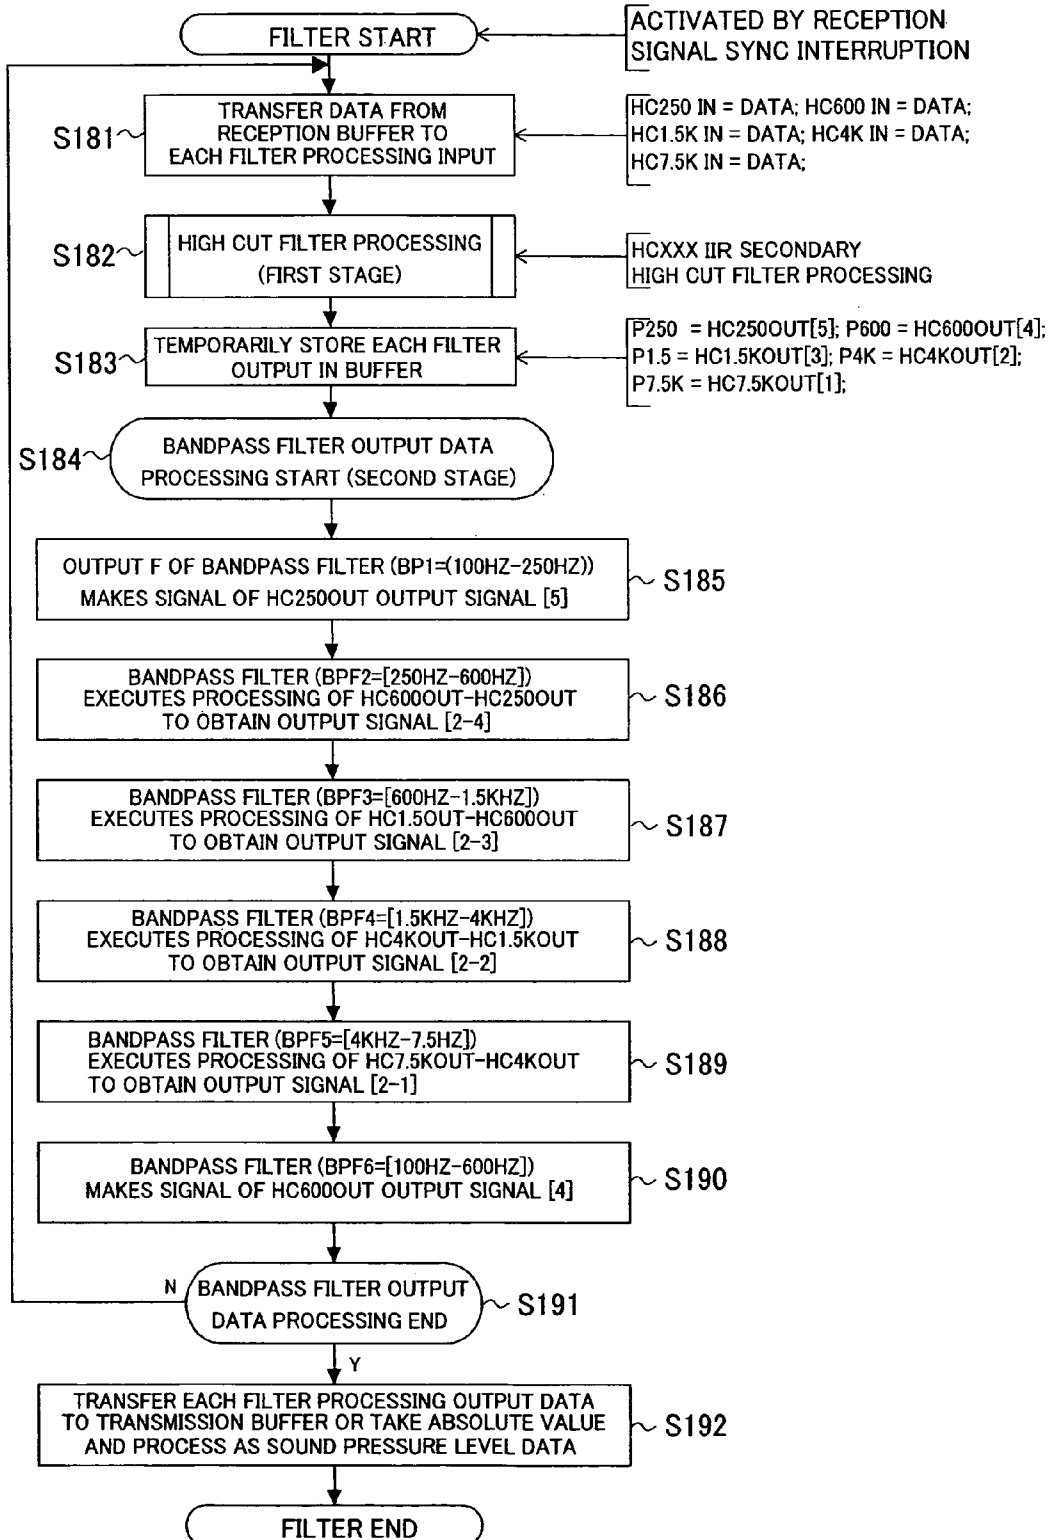 FILTER START
ACTIVATED BY RECEPTION
SIGNAL SYNC INTERRUPTION
S181
TRANSFER DATA FROM
RECEPTION BUFFER TO
EACH FILTER PROCESSING INPUT
HC250 IN = DATA; HC600 IN = DATA;
HC1.5K IN = DATA; HC4K IN = DATA;
HC7.5K IN = DATA;
S182
HIGH CUT FILTER PROCESSING
(FIRST STAGE)
HCXXX IIR SECONDARY
HIGH CUT FILTER PROCESSING
S183
TEMPORARILY STORE EACH FILTER
OUTPUT IN BUFFER
P250 = HC250OUT[5]; P600 = HC600OUT[4];
P1.5 = HC1.5KOUT[3]; P4K = HC4KOUT[2];
P7.5K = HC7.5KOUT[1];
S184
BANDPASS FILTER OUTPUT DATA
PROCESSING START (SECOND STAGE)
OUTPUT F OF BANDPASS FILTER (BP1=(100HZ-250HZ))
MAKES SIGNAL OF HC250OUT OUTPUT SIGNAL [5]
S185
BANDPASS FILTER (BPF2=[250HZ-600HZ])
EXECUTES PROCESSING OF HC600OUT-HC250OUT
TO OBTAIN OUTPUT SIGNAL [2-4]
S186
BANDPASS FILTER (BPF3=[600HZ-1.5KHZ])
EXECUTES PROCESSING OF HC1.5OUT-HC600OUT
TO OBTAIN OUTPUT SIGNAL [2-3]
S187
BANDPASS FILTER (BPF4=[1.5KHZ-4KHZ])
EXECUTES PROCESSING OF HC4KOUT-HC1.5KOUT
TO OBTAIN OUTPUT SIGNAL [2-2]
S188
BANDPASS FILTER (BPF5=[4KHZ-7.5HZ])
EXECUTES PROCESSING OF HC7.5KOUT-HC4KOUT
TO OBTAIN OUTPUT SIGNAL [2-1]
S189
BANDPASS FILTER (BPF6=[100HZ-600HZ])
MAKES SIGNAL OF HC600OUT OUTPUT SIGNAL [4]
S190
N
BANDPASS FILTER OUTPUT
DATA PROCESSING END
S191
Y
TRANSFER EACH FILTER PROCESSING OUTPUT DATA
TO TRANSMISSION BUFFER OR TAKE ABSOLUTE VALUE
AND PROCESS AS SOUND PRESSURE LEVEL DATA
S192
FILTER END